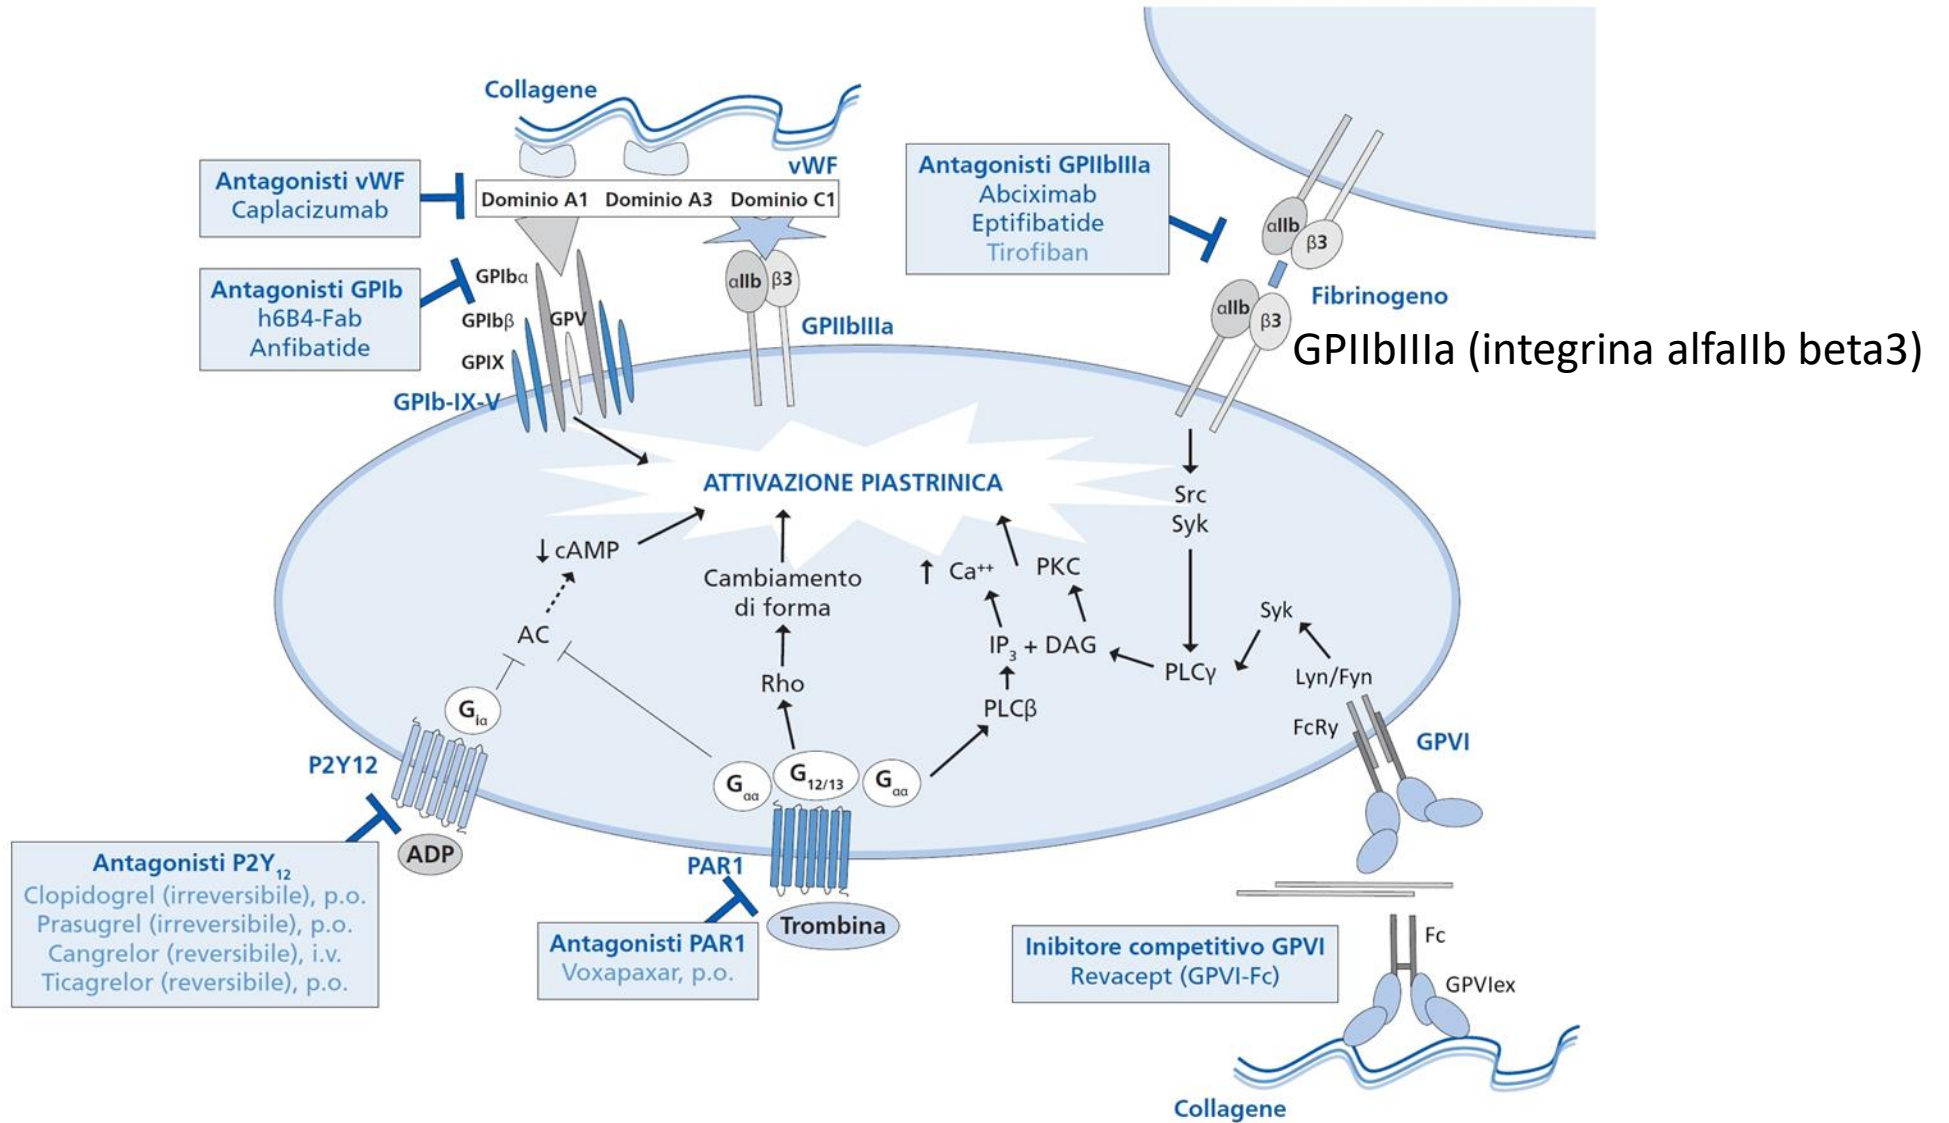 Collagene
vWF
Antagonisti vWF
Caplacizumab
Dominio A1 Dominio A3 Dominio C1
Antagonisti GPIIbIIIa
Abciximab
Eptifibatide
Tirofiban
αIIb
β3
Antagonisti GPIb
h6B4-Fab
Anfibatide
GPIbα
GPIbβ
GPV
GPIX
GPIb-IX-V
αIIb β3
GPIIbIIIa
αIIb
β3
Fibrinogeno
GPIIbIIIa (integrina alfaIIb beta3)
ATTIVAZIONE PIASTRINICA
↓ cAMP
AC
Giα
Cambiamento
di forma
Rho
↑ Ca++
PKC
IP3 + DAG
PLCβ
Src
Syk
PLCγ
Syk
Lyn/Fyn
FcRy
GPVI
Gαα
G12/13
Gαα
P2Y12
ADP
Antagonisti P2Y12
Clopidogrel (irreversibile), p.o.
Prasugrel (irreversibile), p.o.
Cangrelor (reversibile), i.v.
Ticagrelor (reversibile), p.o.
PAR1
Trombina
Antagonisti PAR1
Voxapaxar, p.o.
Inibitore competitivo GPVI
Revacept (GPVI-Fc)
Fc
GPVIex
Collagene